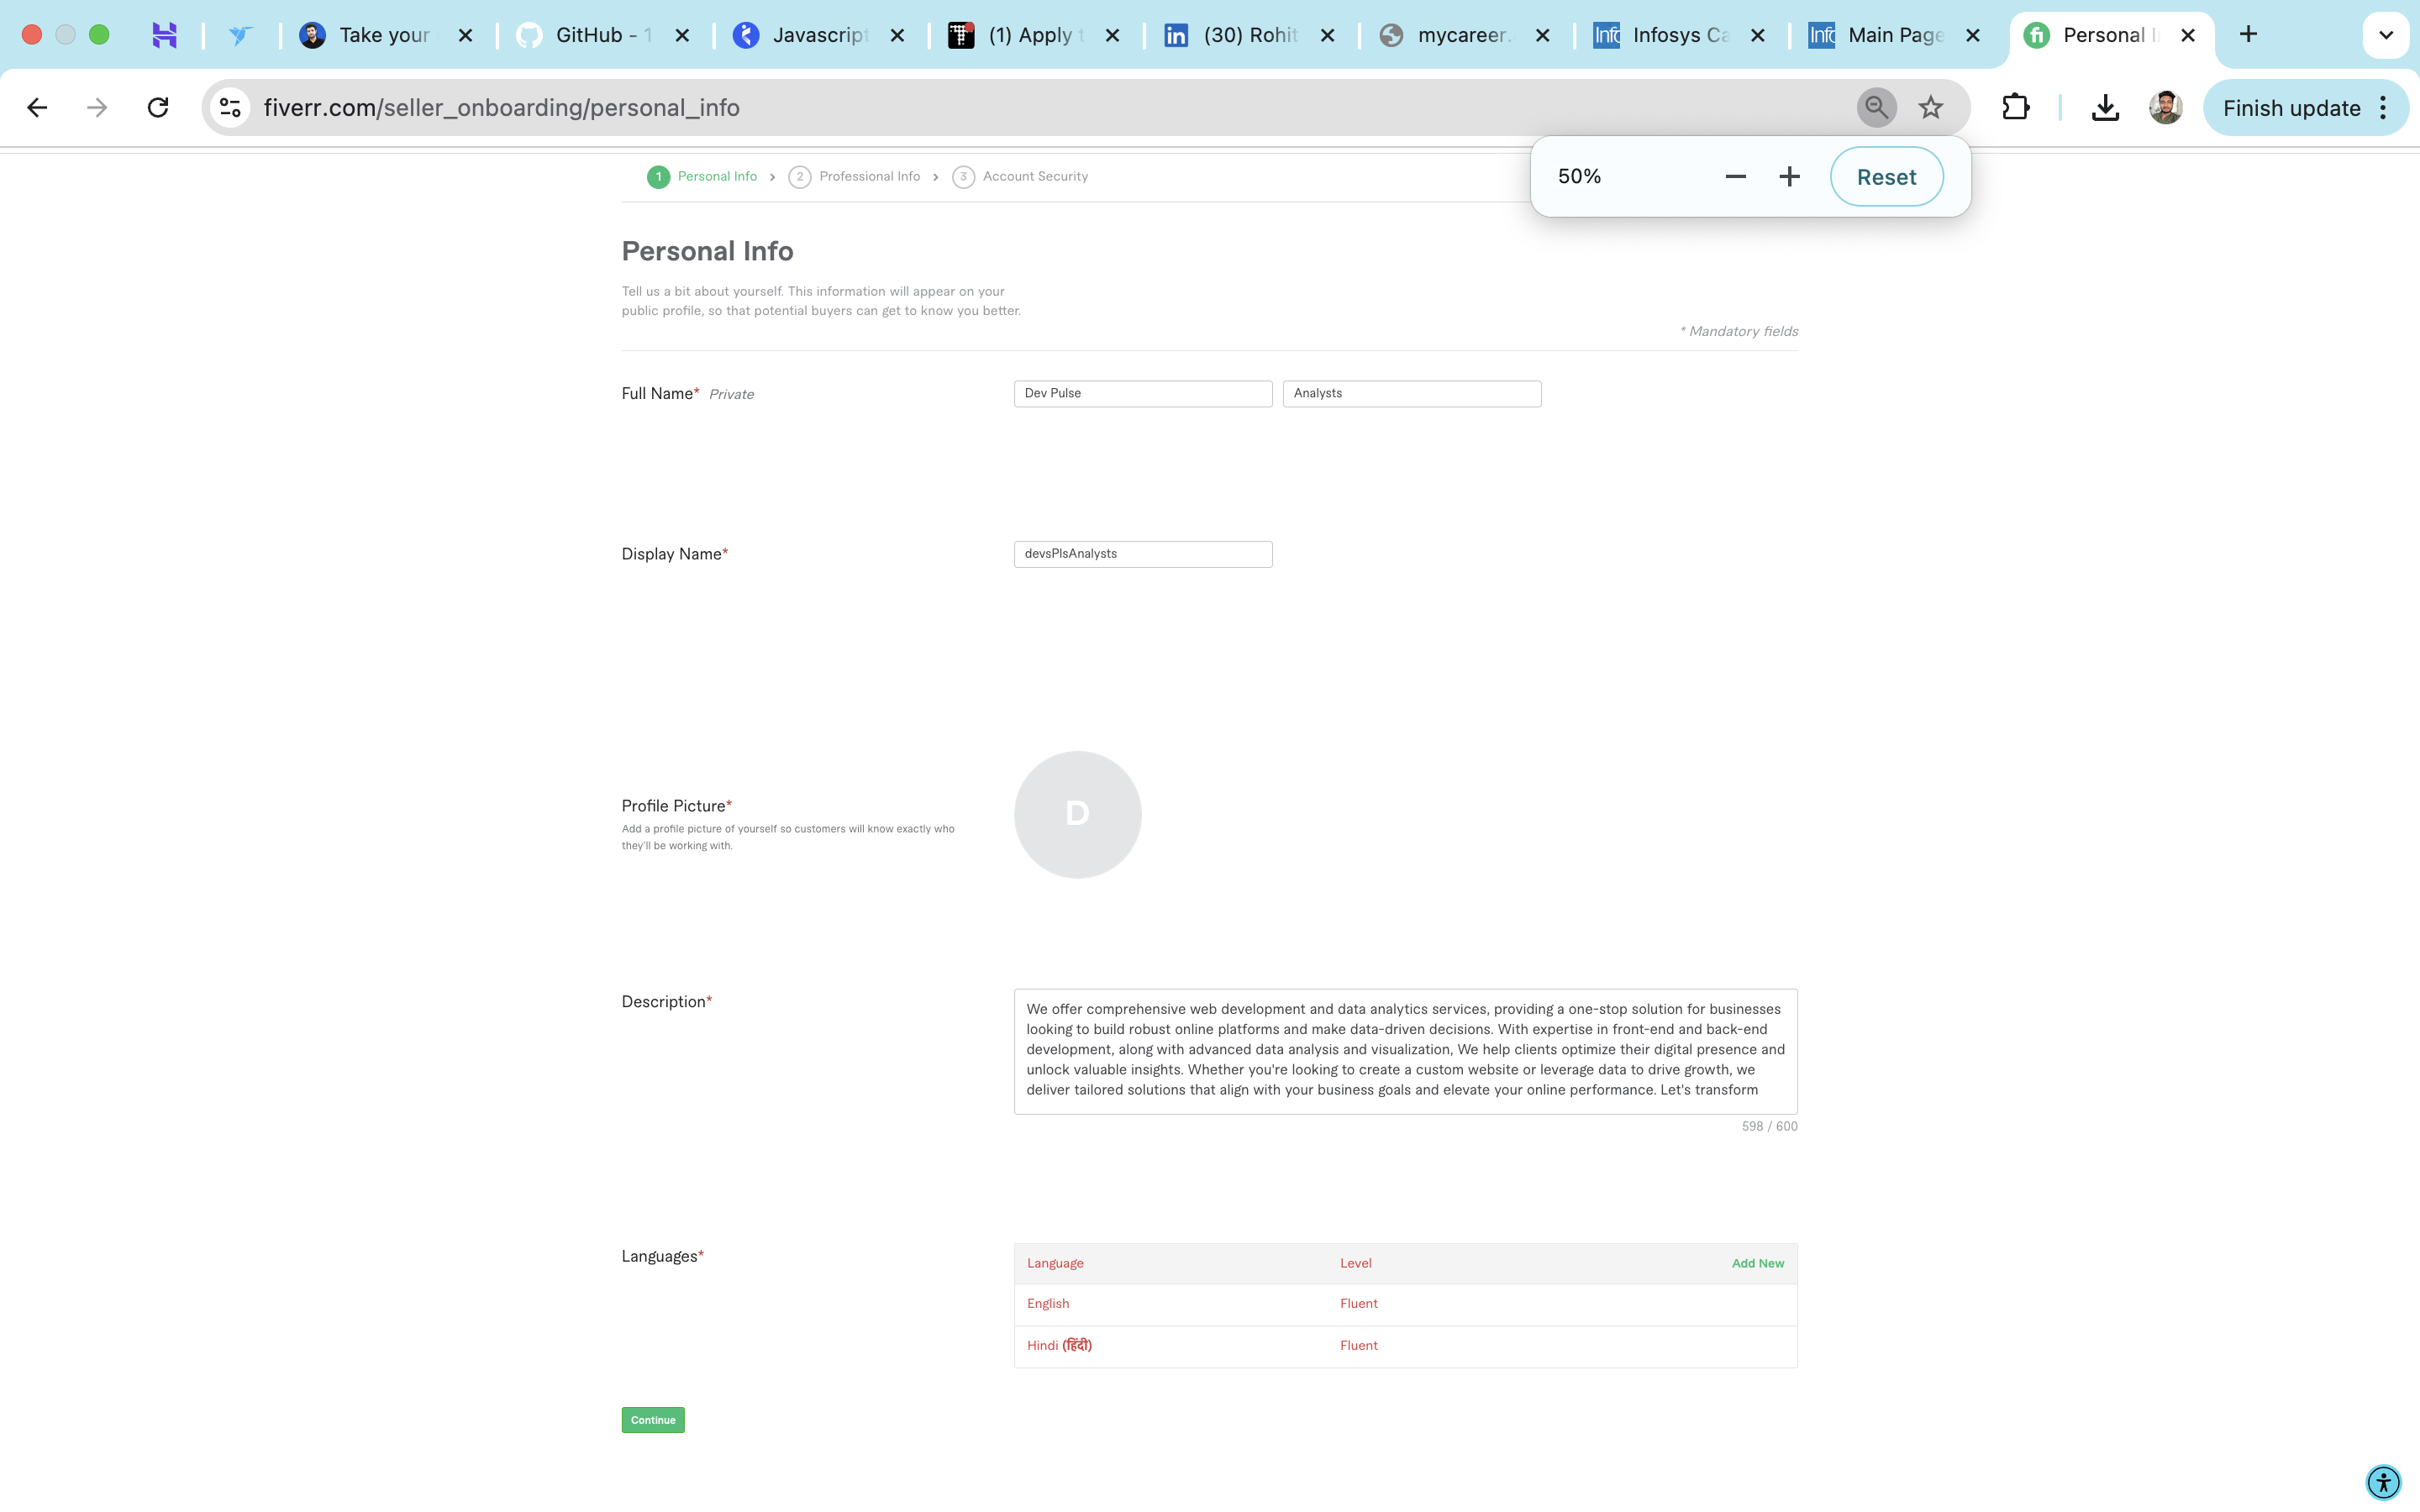 Take your
GitHub - 1
Javascript
(1) Apply t
(30) Rohit
mycareer.
Infosys Ca
Main Page
Personal I
fiverr.com/seller_onboarding/personal_info
Finish update
50%
Reset
1 Personal Info
2 Professional Info
3 Account Security
Personal Info
Tell us a bit about yourself. This information will appear on your
public profile, so that potential buyers can get to know you better.
* Mandatory fields
Full Name* Private
Dev Pulse
Analysts
Display Name*
devsPlsAnalysts
Profile Picture*
Add a profile picture of yourself so customers will know exactly who
they'll be working with.
D
Description*
We offer comprehensive web development and data analytics services, providing a one-stop solution for businesses
looking to build robust online platforms and make data-driven decisions. With expertise in front-end and back-end
development, along with advanced data analysis and visualization, We help clients optimize their digital presence and
unlock valuable insights. Whether you're looking to create a custom website or leverage data to drive growth, we
deliver tailored solutions that align with your business goals and elevate your online performance. Let's transform
598 / 600
Languages*
Language Level Add New
English Fluent
Hindi (हिंदी) Fluent
Continue